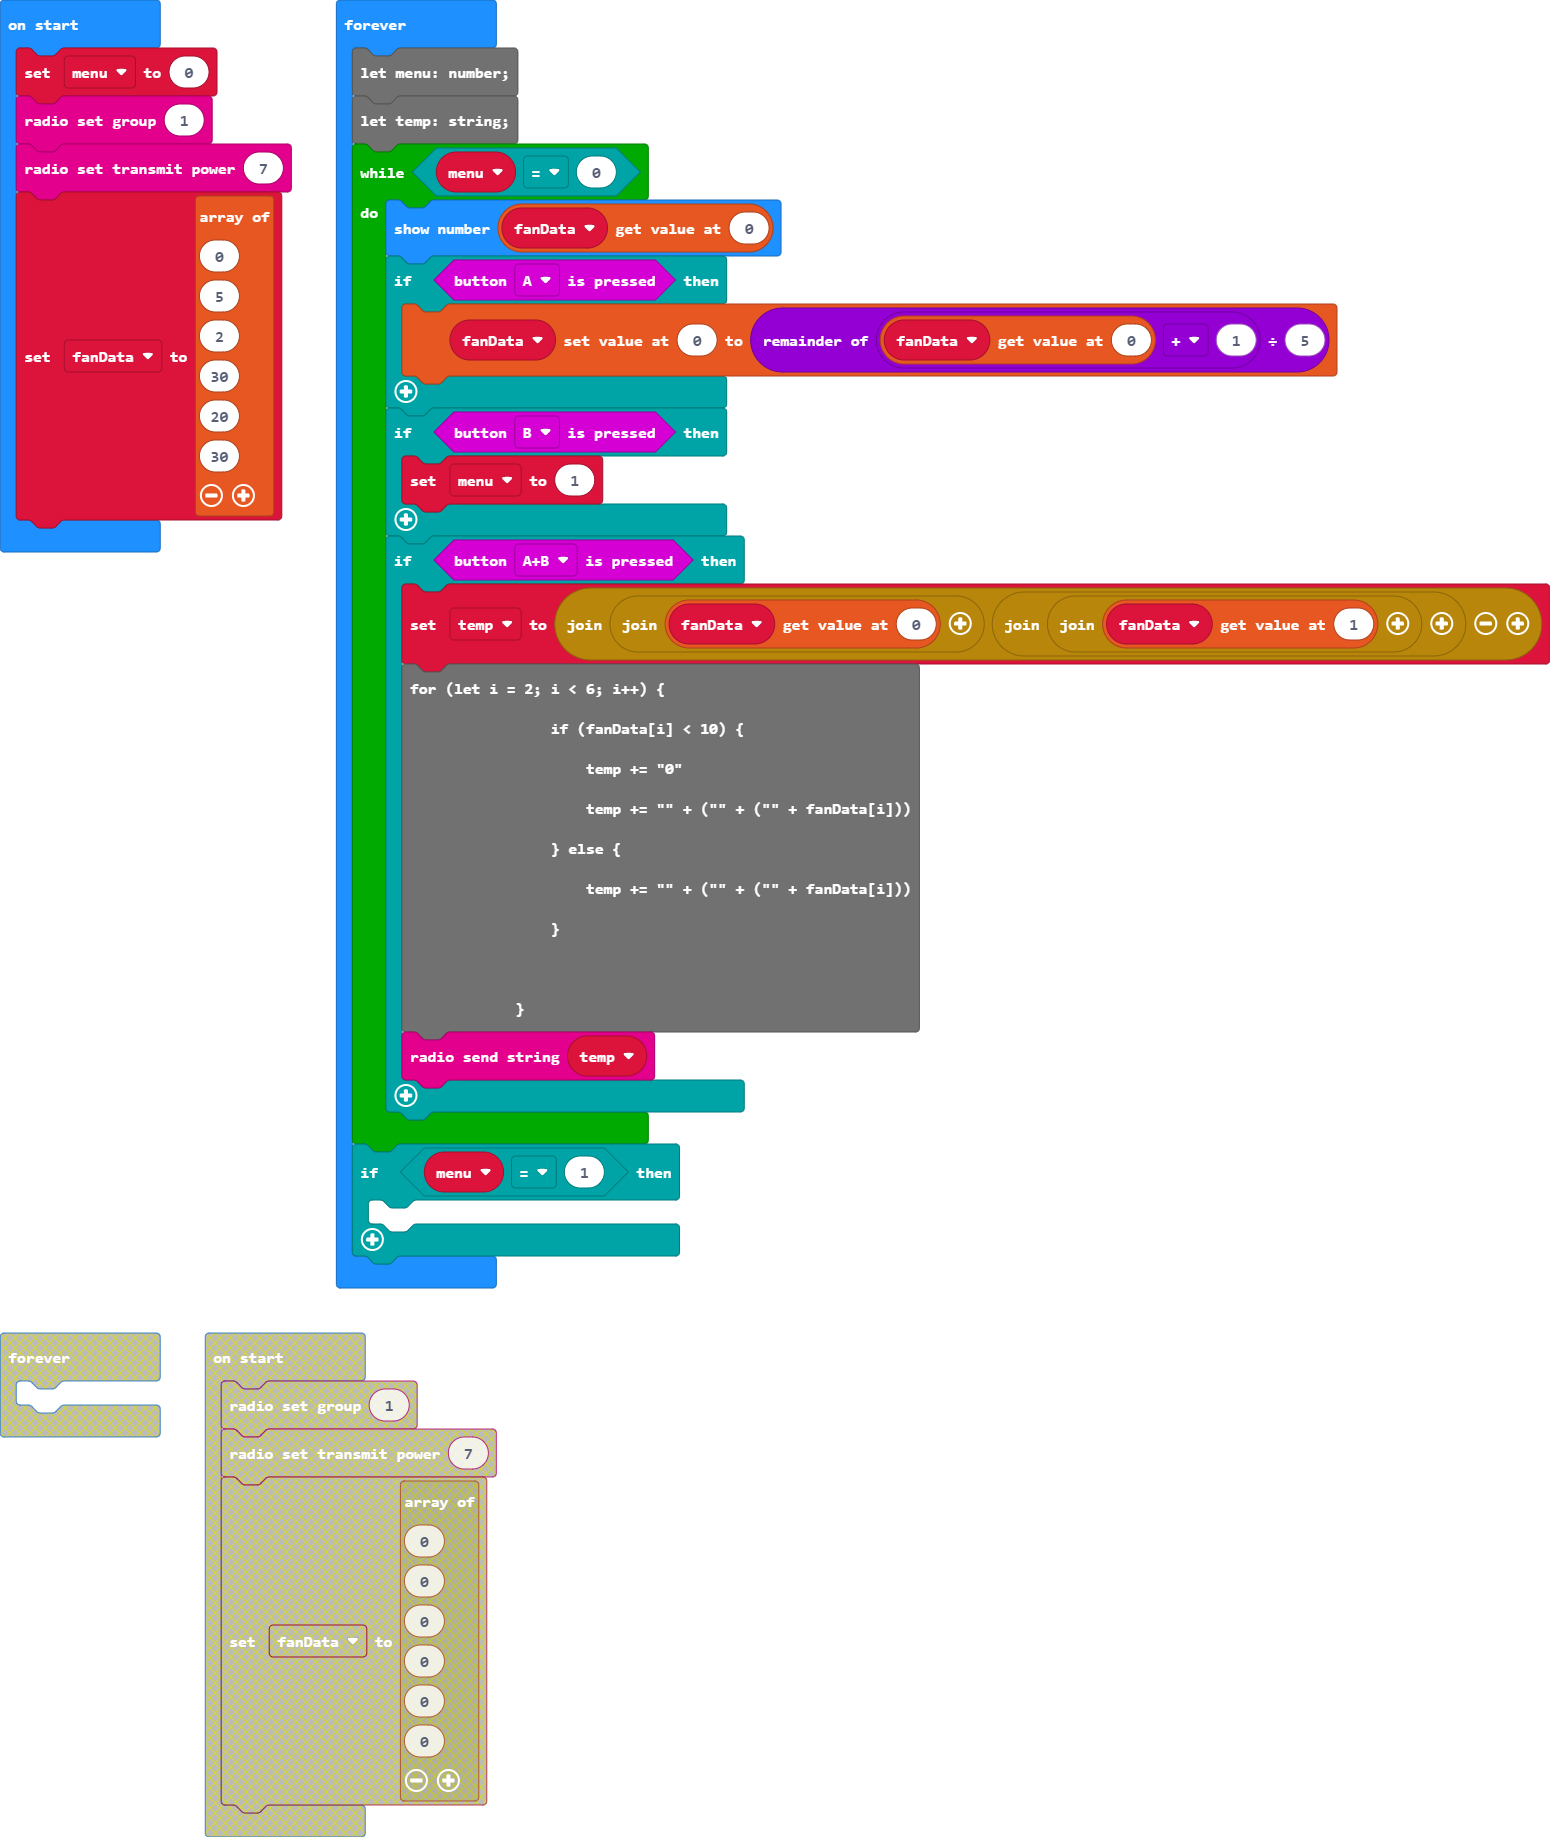 on start
set menu to 0
radio set group 1
radio set transmit power 7
set fanData to array of
0
5
2
30
20
30
forever
let menu: number;
let temp: string;
while menu = 0
do
show number fanData get value at 0
if button A is pressed then
fanData set value at 0 to remainder of fanData get value at 0 + 1 ÷ 5
if button B is pressed then
set menu to 1
if button A+B is pressed then
set temp to join join fanData get value at 0 join join fanData get value at 1
for (let i = 2; i < 6; i++) {
if (fanData[i] < 10) {
temp += "0"
temp += "" + ("" + ("" + fanData[i]))
} else {
temp += "" + ("" + ("" + fanData[i]))
}
}
radio send string temp
if menu = 1 then
forever
on start
radio set group 1
radio set transmit power 7
set fanData to array of
0
0
0
0
0
0